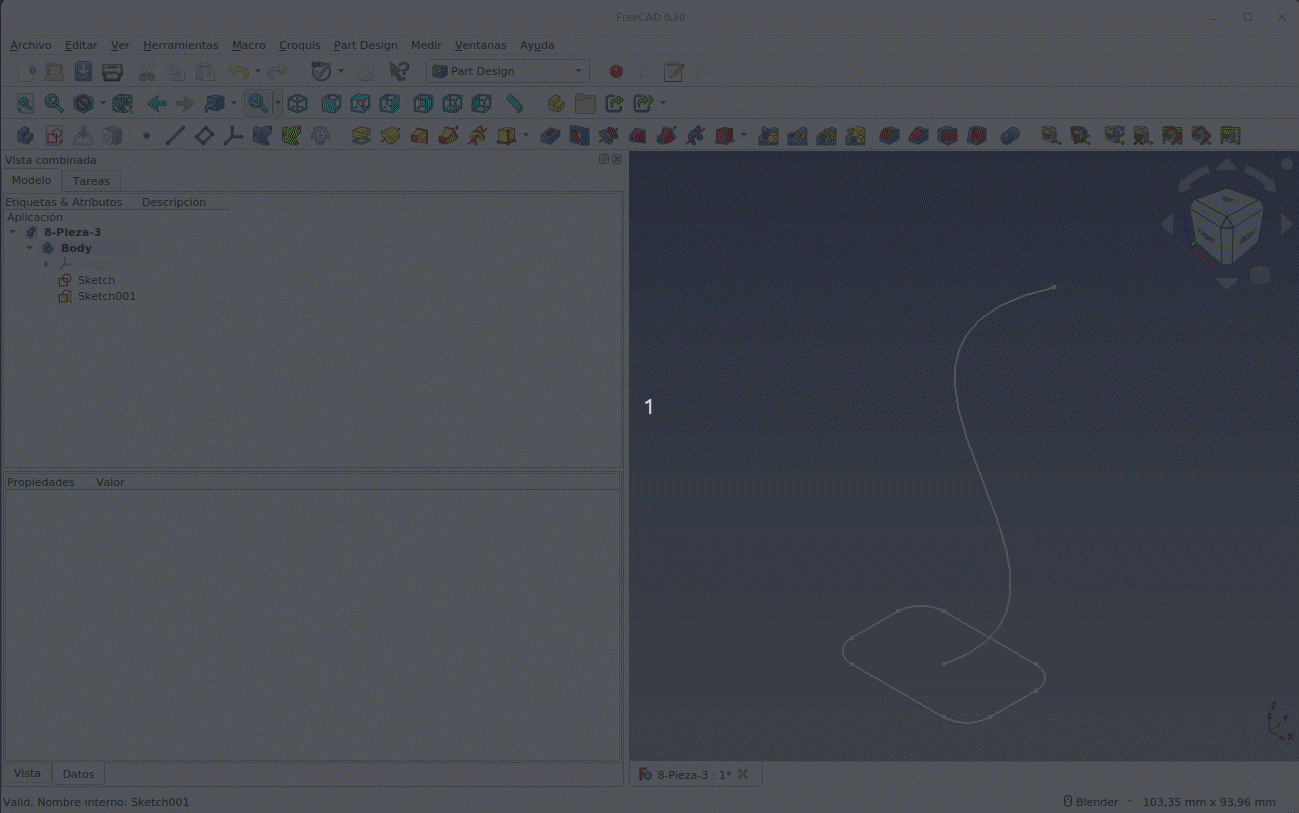 FreeCAD 0.20
Archivo Editar Ver Herramientas Macro Croquis Part Design Medir Ventanas Ayuda
Part Design
Vista combinada
Modelo Tareas
Etiquetas & Atributos Descripción
Aplicación
8-Pieza-3
Body
Origin
Sketch
Sketch001
1
Propiedades Valor
Z
Y
X
Vista Datos
8-Pieza-3 : 1*
Valid, Nombre interno: Sketch001
Blender
103,35 mm x 93,96 mm